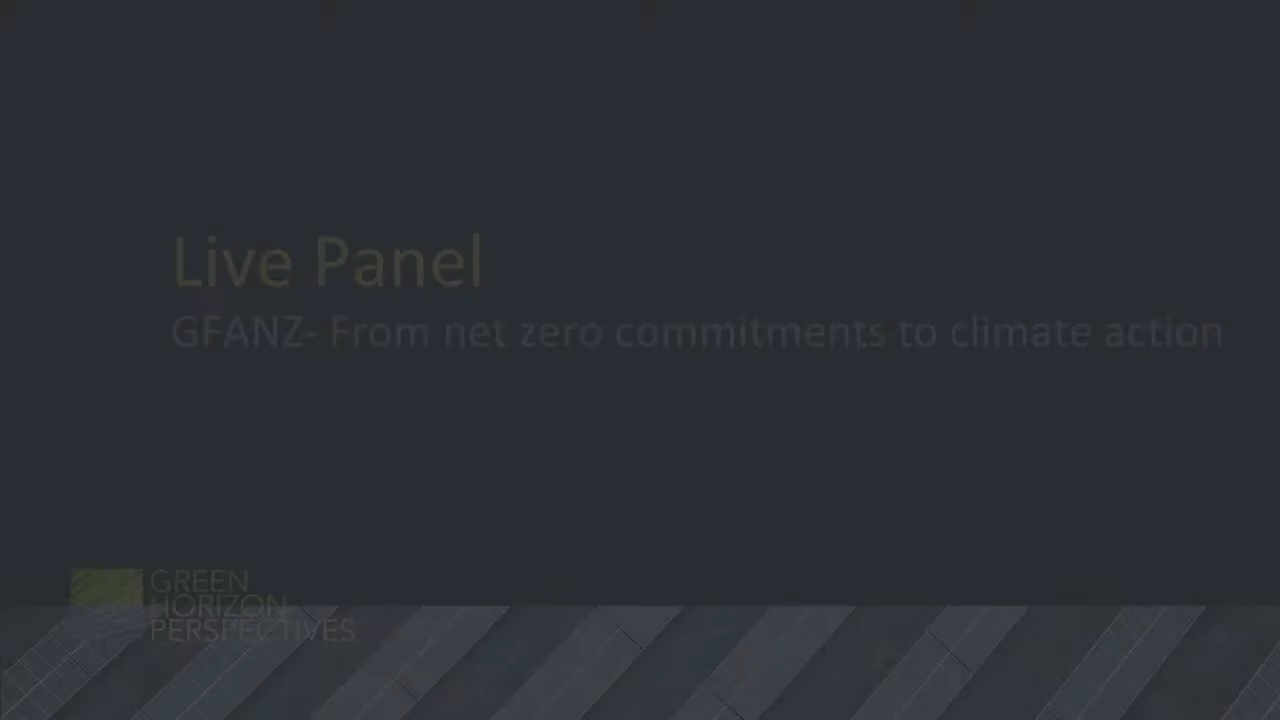 Live Panel
GFANZ- From net zero commitments to climate action
GREEN
HORIZON
PERSPECTIVES